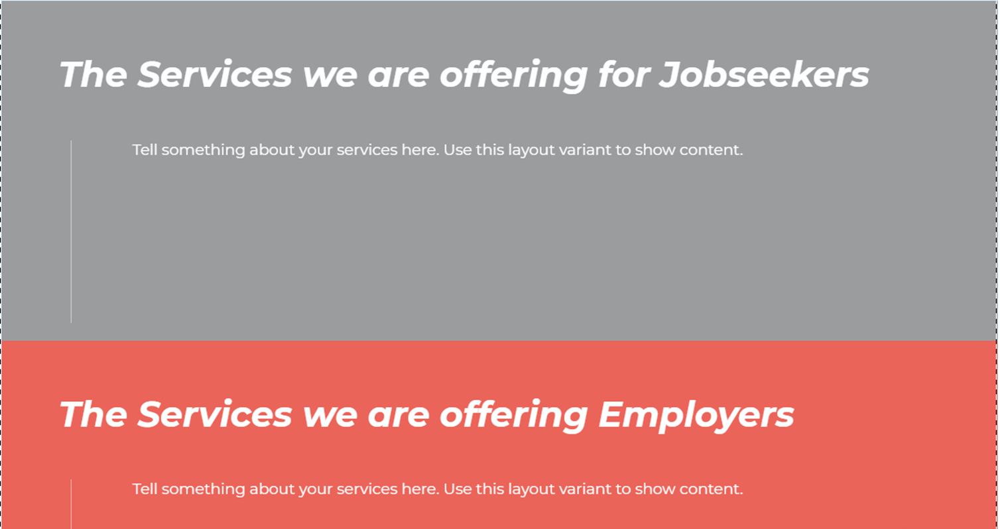 The Services we are offering for Jobseekers
Tell something about your services here. Use this layout variant to show content.
The Services we are offering Employers
Tell something about your services here. Use this layout variant to show content.